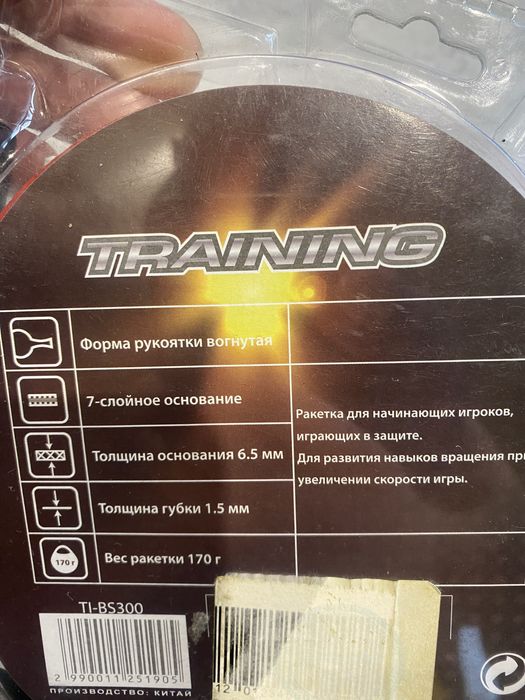 TRAINING
Форма рукоятки вогнутая
7-слойное основание
Толщина основания 6.5 мм
Толщина губки 1.5 мм
170 г
Вес ракетки 170 г
Ракетка для начинающих игроков,
играющих в защите.
Для развития навыков вращения при
увеличении скорости игры.
TI-BS300
2 990011 251905
ПРОИЗВОДСТВО: КИТАЙ
12 01